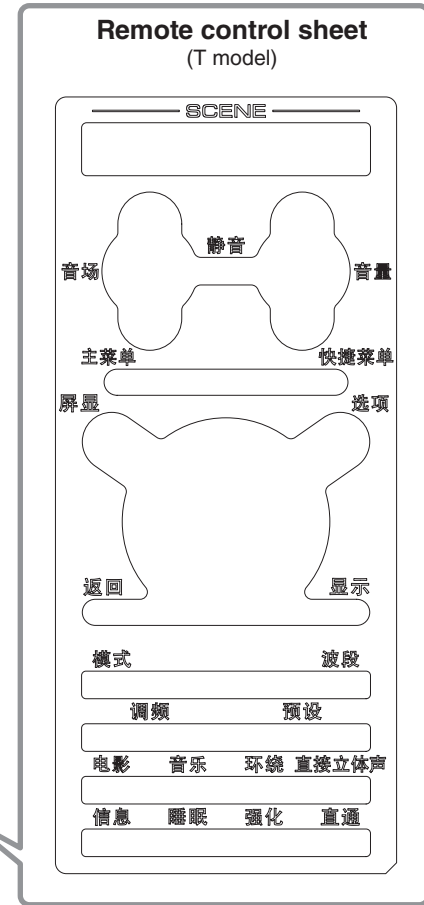 Remote control sheet
(T model)
SCENE
静音
音场 音量
主菜单 快捷菜单
屏显 选项
返回 显示
模式 波段
调频 预设
电影 音乐 环绕 直接立体声
信息 睡眠 强化 直通